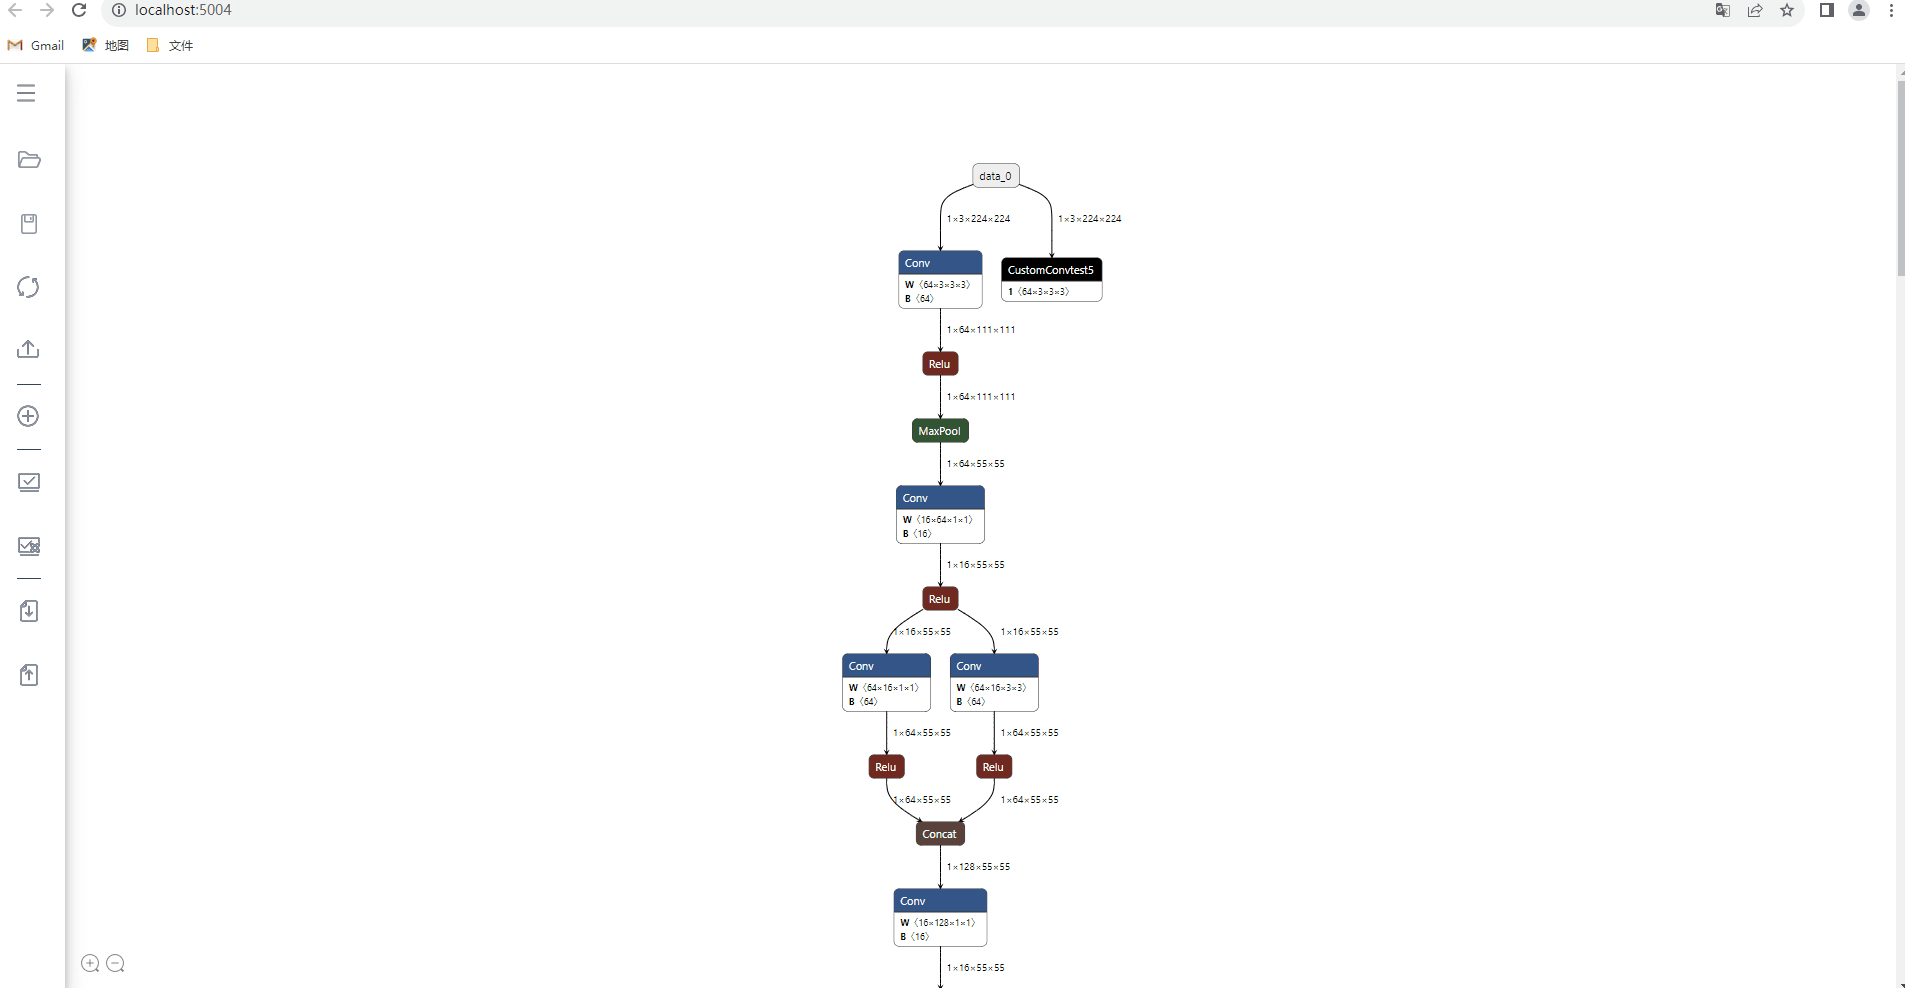 localhost:5004
Gmail 地图 文件
data_0
1×3×224×224 1×3×224×224
Conv
W 〈64×3×3×3〉
B 〈64〉
CustomConvtest5
1 〈64×3×3×3〉
1×64×111×111
Relu
1×64×111×111
MaxPool
1×64×55×55
Conv
W 〈16×64×1×1〉
B 〈16〉
1×16×55×55
Relu
1×16×55×55 1×16×55×55
Conv
W 〈64×16×1×1〉
B 〈64〉
Conv
W 〈64×16×3×3〉
B 〈64〉
1×64×55×55 1×64×55×55
Relu Relu
1×64×55×55 1×64×55×55
Concat
1×128×55×55
Conv
W 〈16×128×1×1〉
B 〈16〉
1×16×55×55